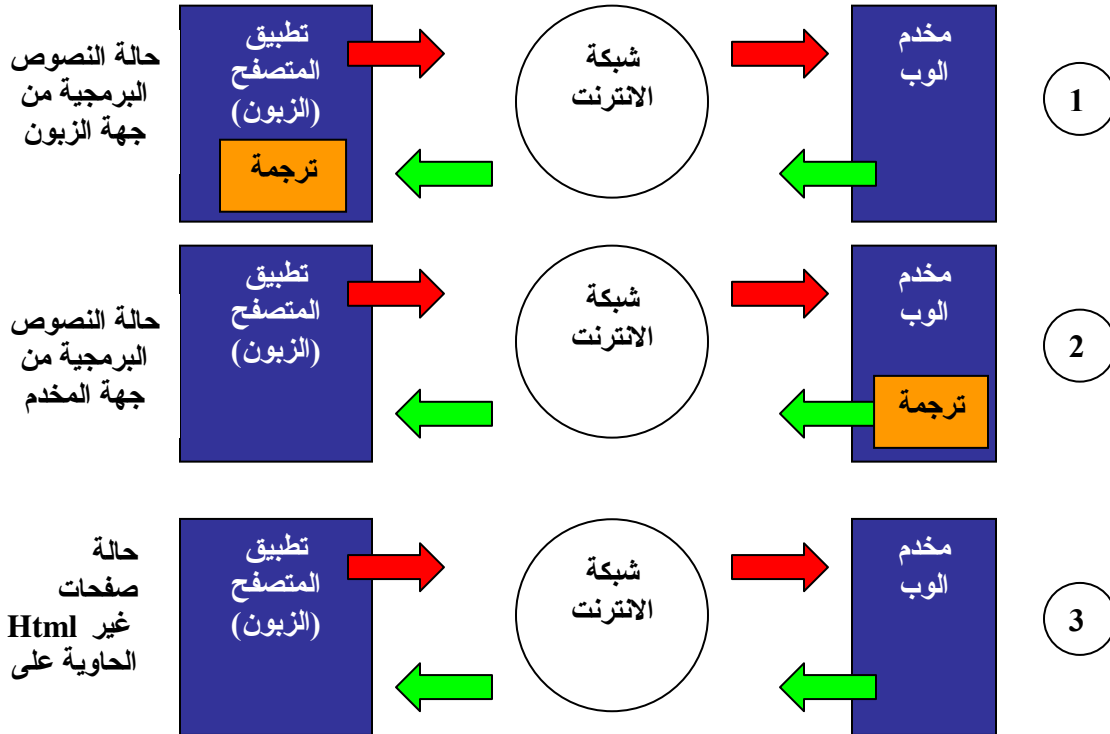 1
مخدم
الوب
شبكة
الانترنت
تطبيق
المتصفح
(الزبون)
ترجمة
حالة النصوص
البرمجية من
جهة الزبون
2
مخدم
الوب
ترجمة
شبكة
الانترنت
تطبيق
المتصفح
(الزبون)
حالة النصوص
البرمجية من
جهة المخدم
3
مخدم
الوب
شبكة
الانترنت
تطبيق
المتصفح
(الزبون)
حالة
صفحات
Html غير
الحاوية على